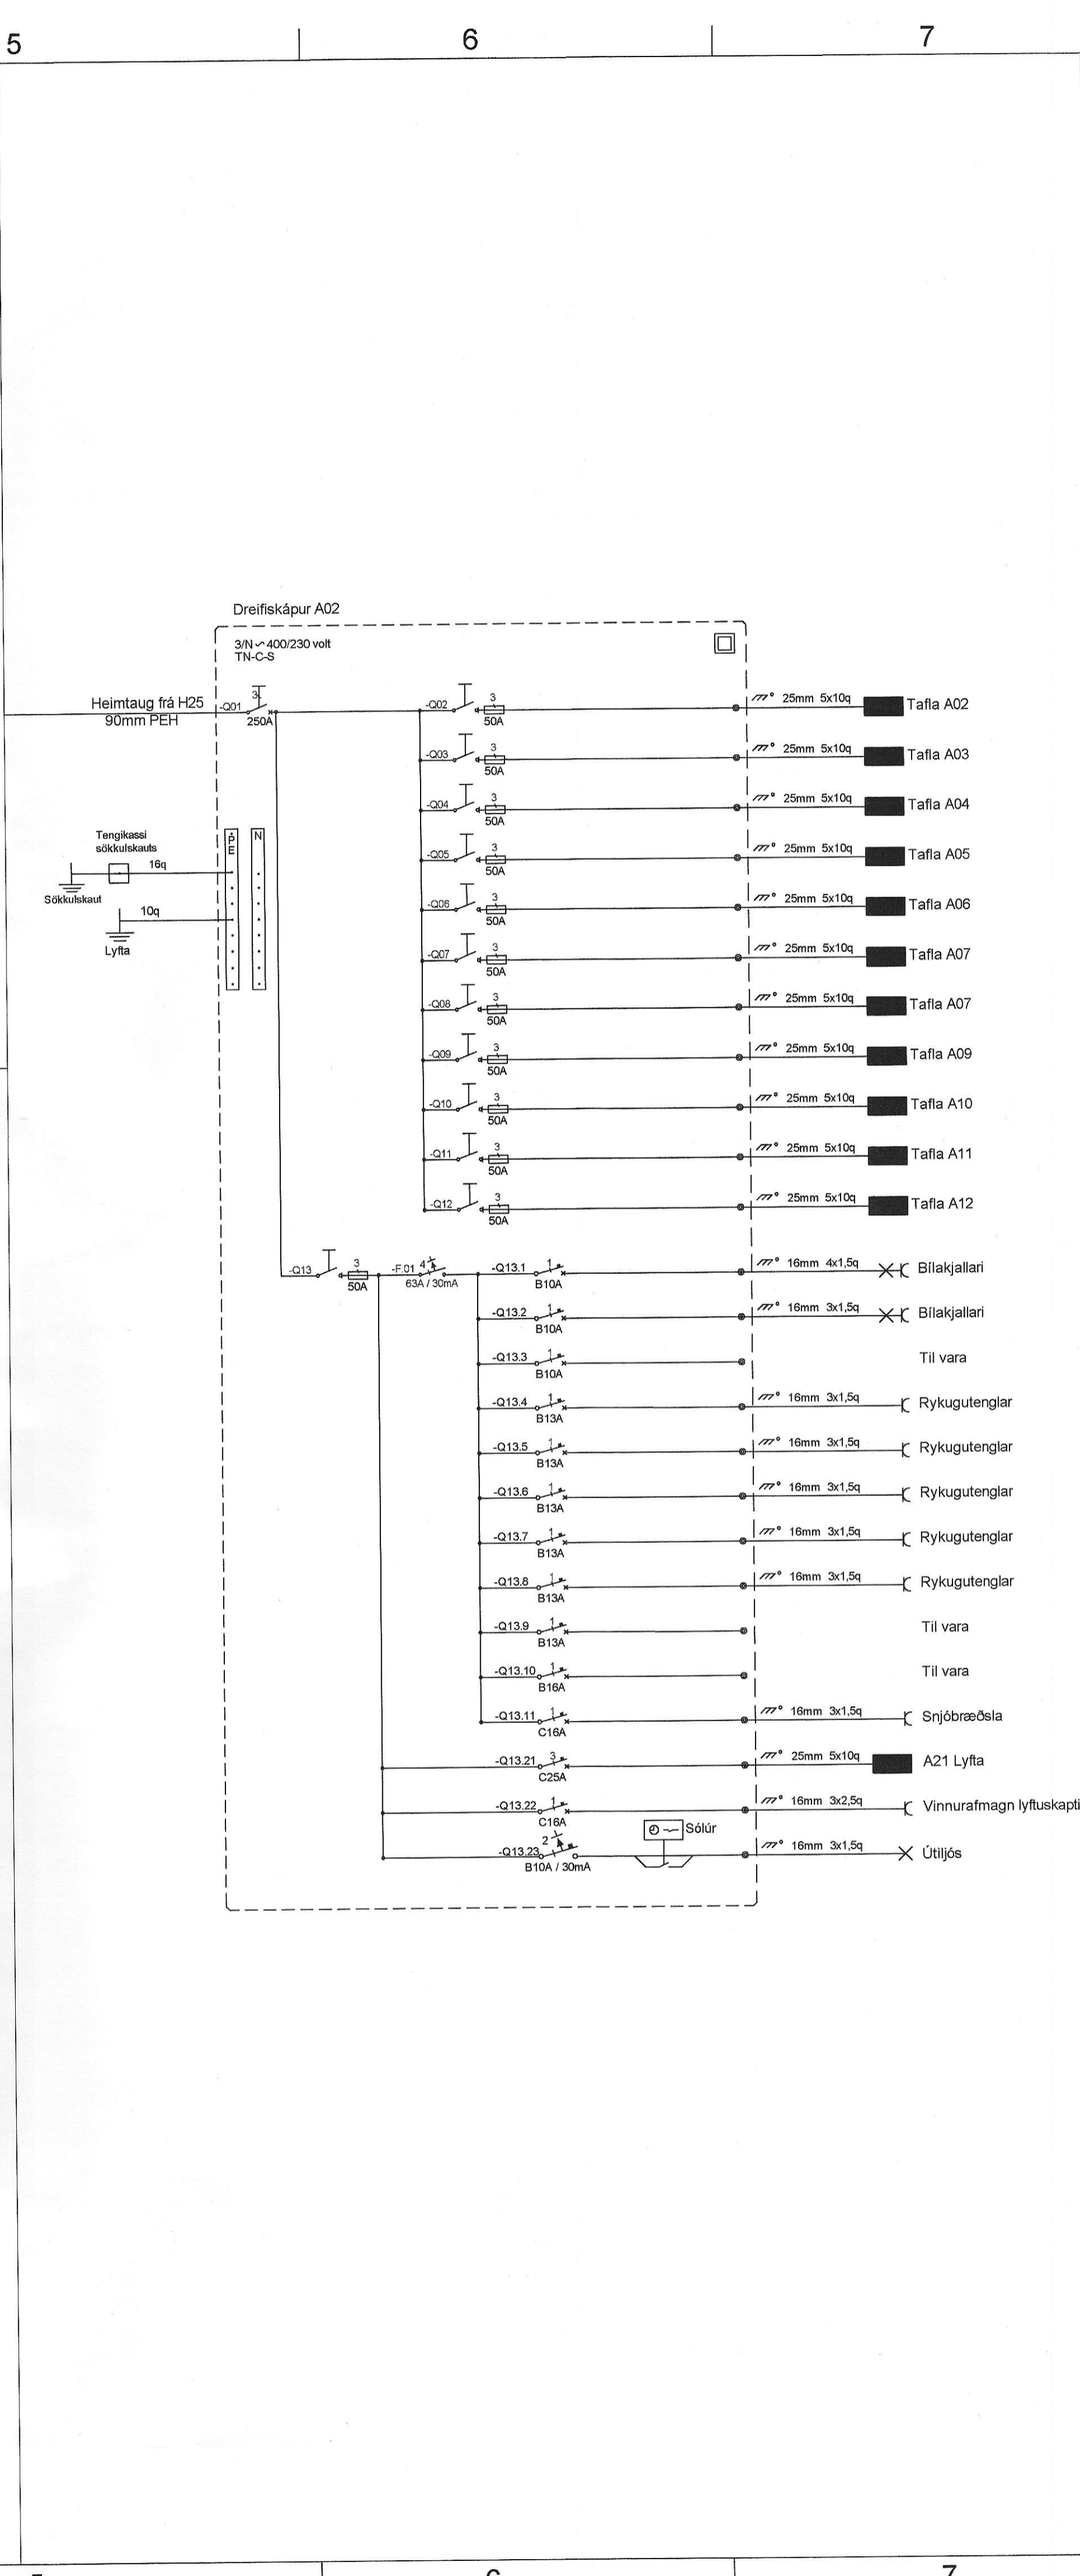 5 6 7
Dreifiskápur A02
3/N ~ 400/230 volt
TN-C-S
Heimtaug frá H25
90mm PEH
-Q01 3 250A
-Q02 3 50A 25mm 5x10q Tafla A02
-Q03 3 50A 25mm 5x10q Tafla A03
-Q04 3 50A 25mm 5x10q Tafla A04
PE N
Tengikassi
sökkulskauts
16q
Sökkulskaut
10q
Lyfta
-Q05 3 50A 25mm 5x10q Tafla A05
-Q06 3 50A 25mm 5x10q Tafla A06
-Q07 3 50A 25mm 5x10q Tafla A07
-Q08 3 50A 25mm 5x10q Tafla A07
-Q09 3 50A 25mm 5x10q Tafla A09
-Q10 3 50A 25mm 5x10q Tafla A10
-Q11 3 50A 25mm 5x10q Tafla A11
-Q12 3 50A 25mm 5x10q Tafla A12
-Q13 3 50A -F.01 4 63A / 30mA
-Q13.1 1 B10A 16mm 4x1,5q Bílakjallari
-Q13.2 1 B10A 16mm 3x1,5q Bílakjallari
-Q13.3 1 B10A Til vara
-Q13.4 1 B13A 16mm 3x1,5q Rykugutenglar
-Q13.5 1 B13A 16mm 3x1,5q Rykugutenglar
-Q13.6 1 B13A 16mm 3x1,5q Rykugutenglar
-Q13.7 1 B13A 16mm 3x1,5q Rykugutenglar
-Q13.8 1 B13A 16mm 3x1,5q Rykugutenglar
-Q13.9 1 B13A Til vara
-Q13.10 1 B16A Til vara
-Q13.11 1 C16A 16mm 3x1,5q Snjóbræðsla
-Q13.21 3 C25A 25mm 5x10q A21 Lyfta
-Q13.22 1 C16A 16mm 3x2,5q Vinnurafmagn lyftuskapti
Sólúr
-Q13.23 2 B10A / 30mA 16mm 3x1,5q Útiljós
6 7